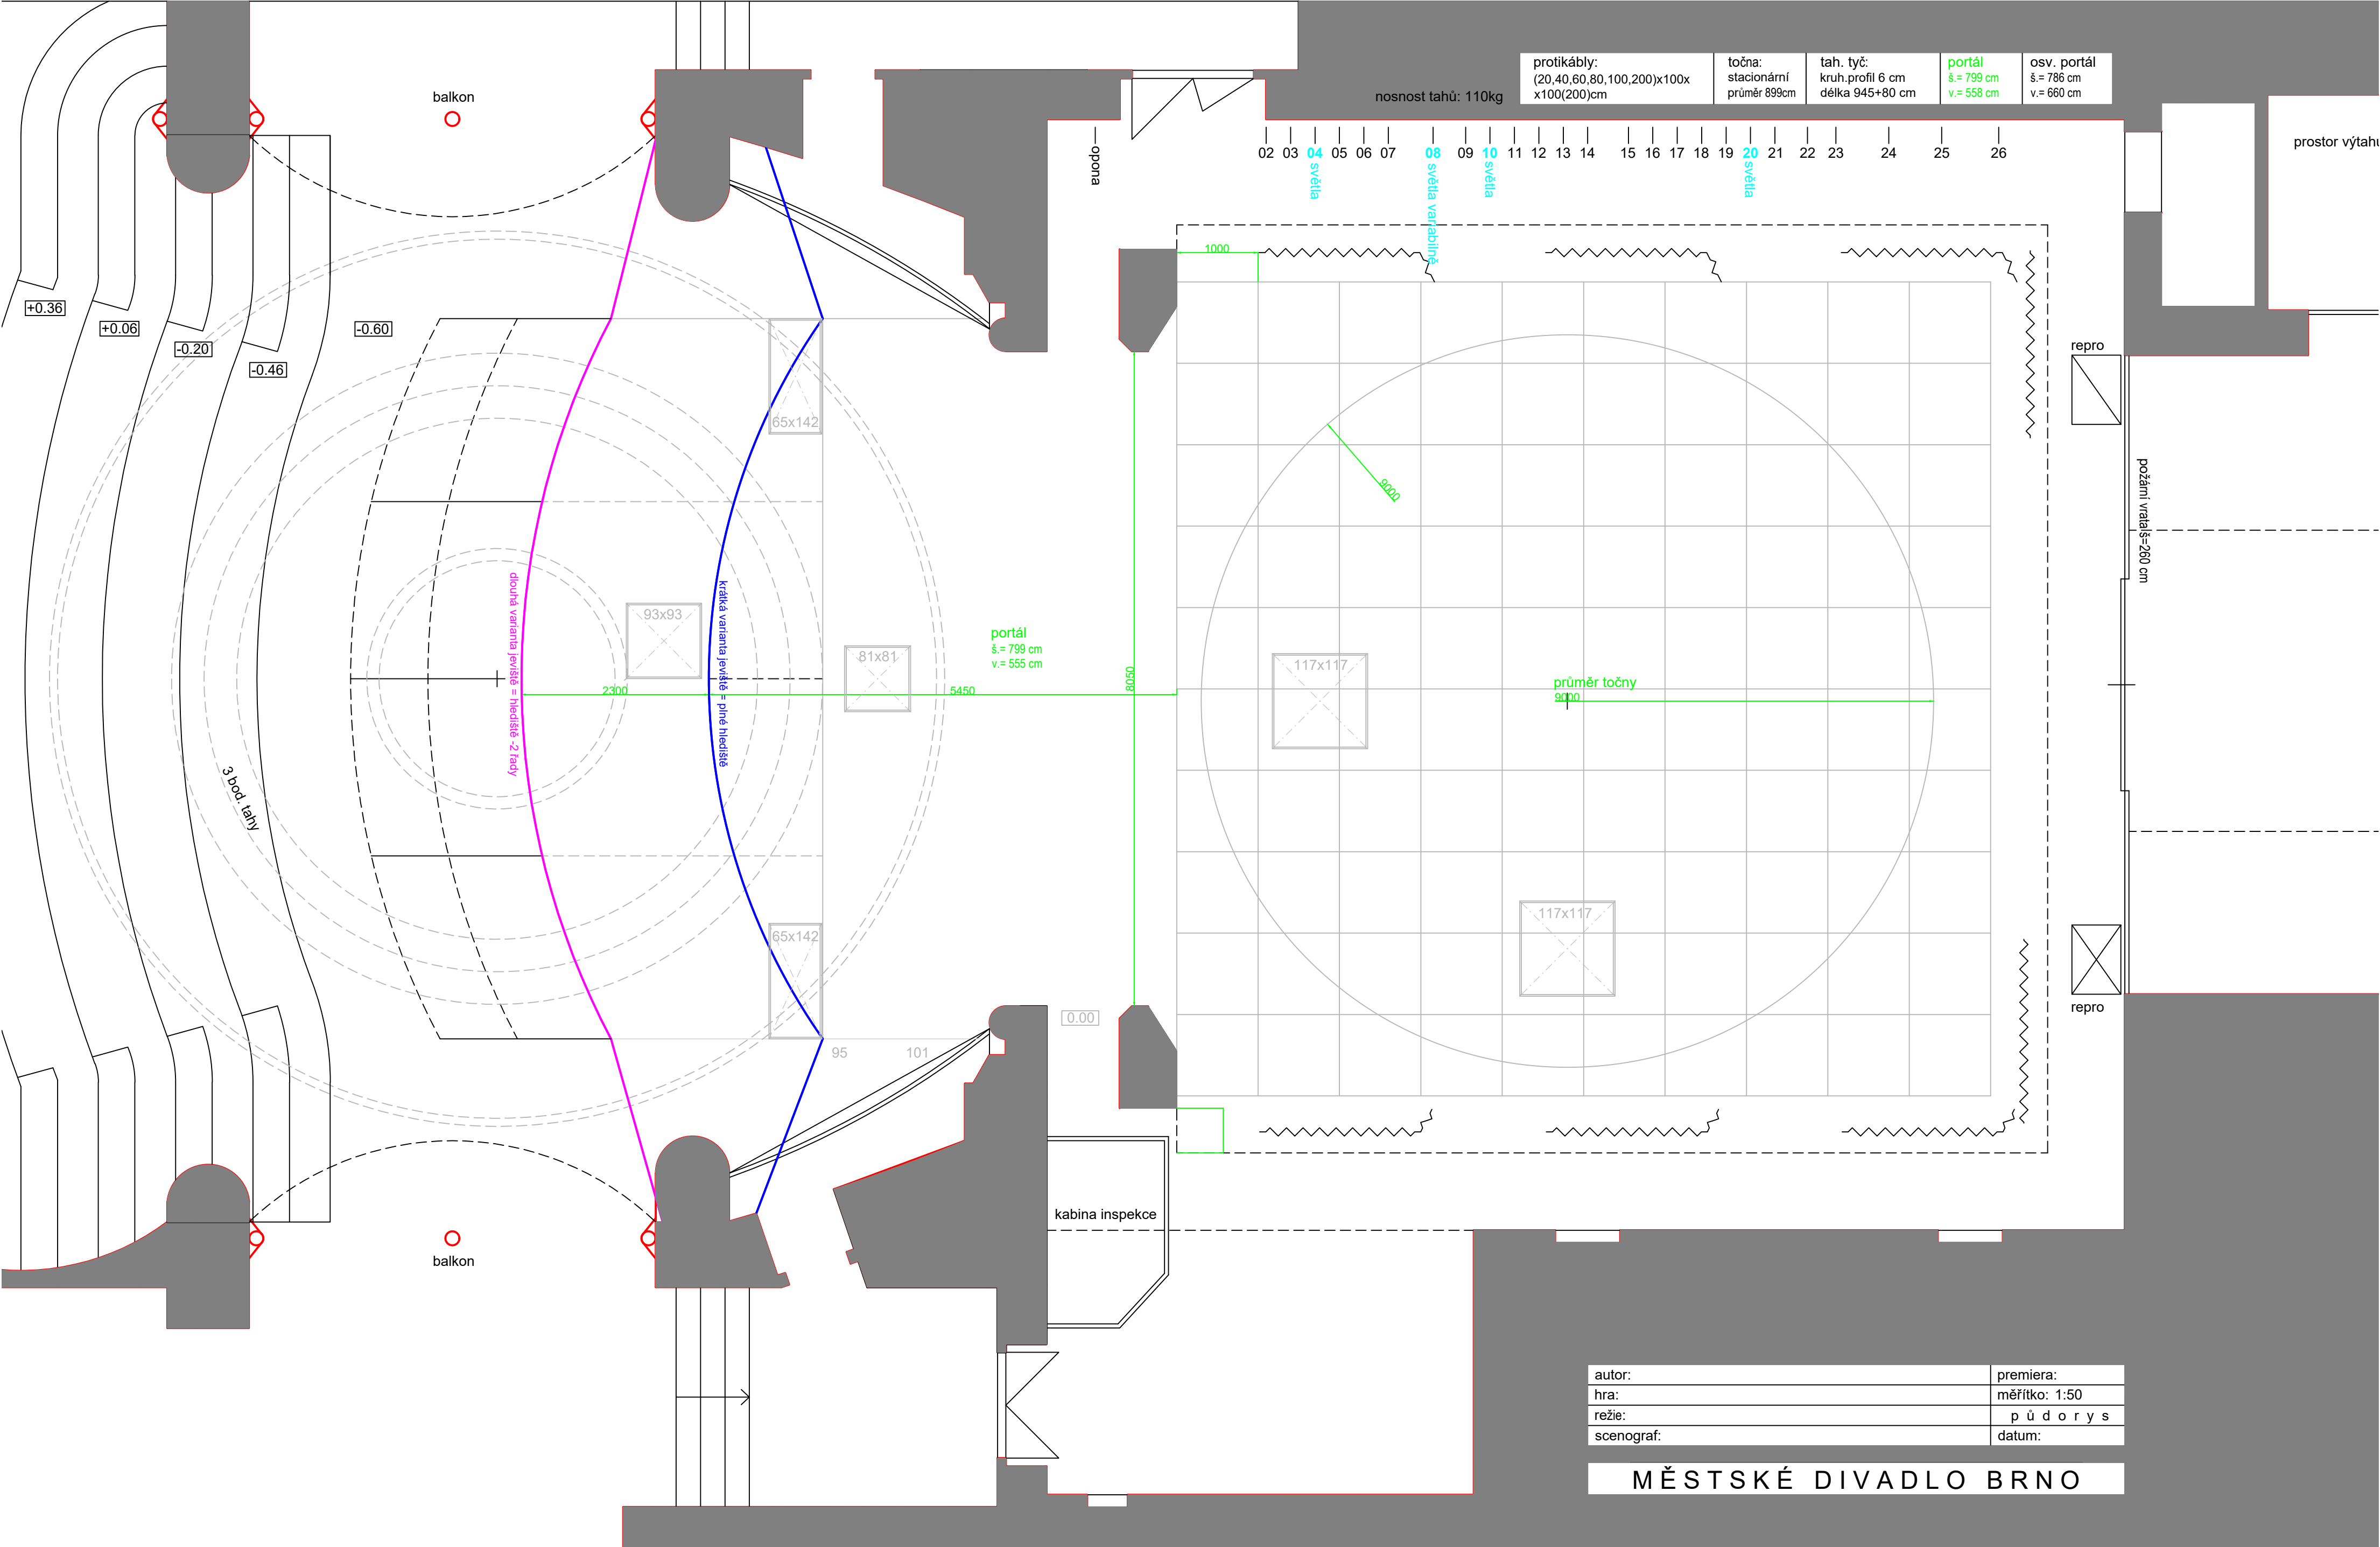 protikábly:
(20,40,60,80,100,200)x100x
x100(200)cm
točna:
stacionární
průměr 899cm
tah. tyč:
kruh.profil 6 cm
délka 945+80 cm
portál
š.= 799 cm
v.= 558 cm
osv. portál
š.= 786 cm
v.= 660 cm
nosnost tahů: 110kg
balkon
prostor výtahu
opona
02 03 04 05 06 07 08 09 10 11 12 13 14 15 16 17 18 19 20 21 22 23 24 25 26
světla
světla variabilně
světla
světla
1000
+0.36
+0.06
-0.20
-0.46
-0.60
repro
65x142
9000
požární vrata š=260 cm
dlouhá varianta jeviště = hlediště -2 řady
krátká varianta jeviště = plné hlediště
93x93
81x81
portál
š.= 799 cm
v.= 555 cm
117x117
2300
5450
8050
průměr točny
9000
3 bod. tahy
65x142
117x117
0.00
95
101
repro
kabina inspekce
balkon
autor:
premiera:
hra:
měřítko: 1:50
režie:
půdorys
scenograf:
datum:
MĚSTSKÉ DIVADLO BRNO